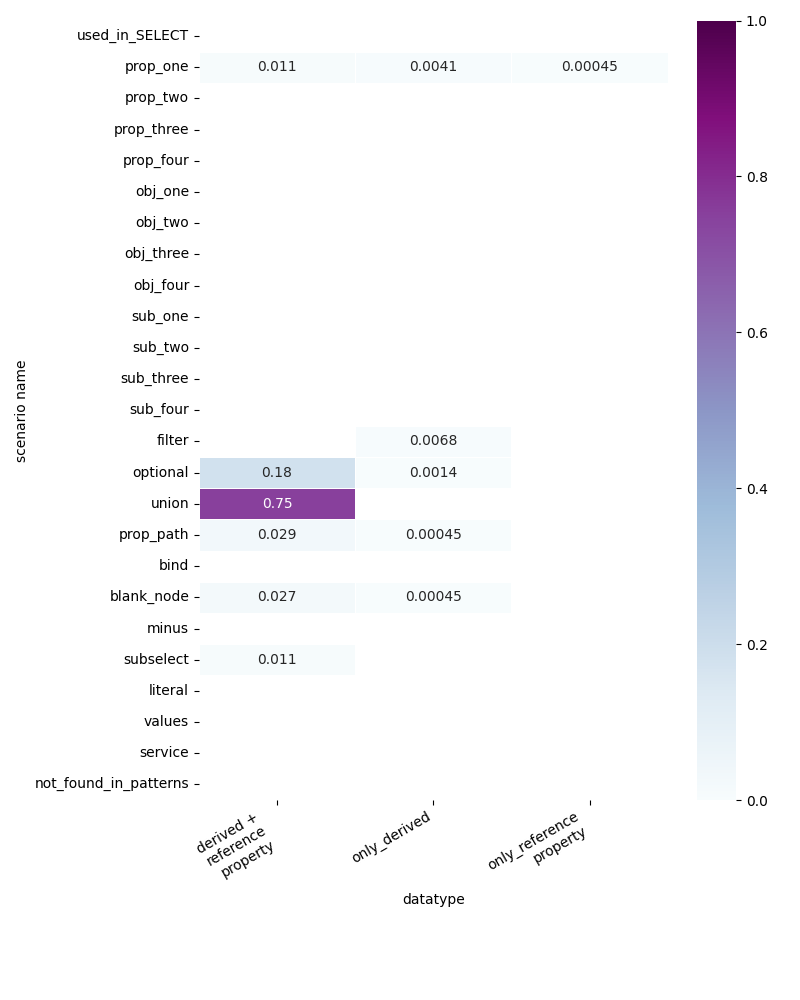 used_in_SELECT
prop_one 0.011 0.0041 0.00045
prop_two
prop_three
prop_four
obj_one
obj_two
obj_three
obj_four
sub_one
sub_two
sub_three
sub_four
filter 0.0068
optional 0.18 0.0014
union 0.75
prop_path 0.029 0.00045
bind
blank_node 0.027 0.00045
minus
subselect 0.011
literal
values
service
not_found_in_patterns
scenario name
derived +
reference
property
only_derived
only_reference
property
datatype
1.0
0.8
0.6
0.4
0.2
0.0